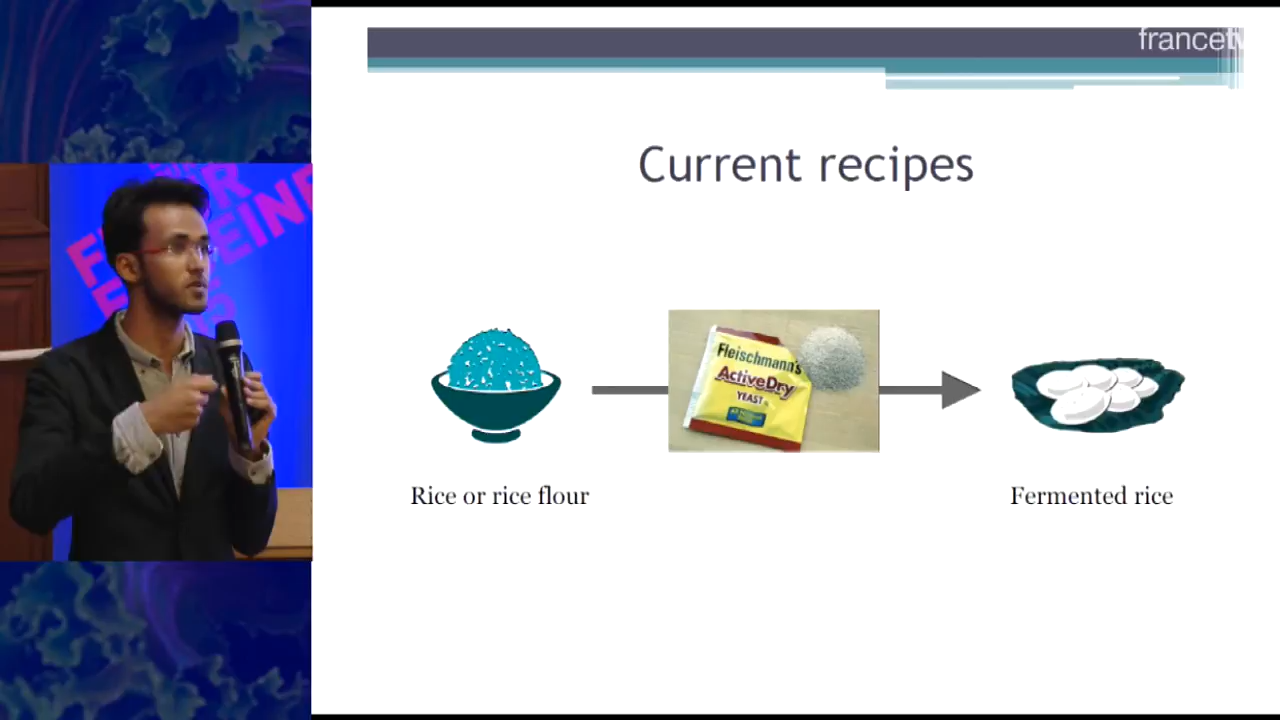 francetv
Current recipes
Fleischmann's
ActiveDry
YEAST
Rice or rice flour
Fermented rice